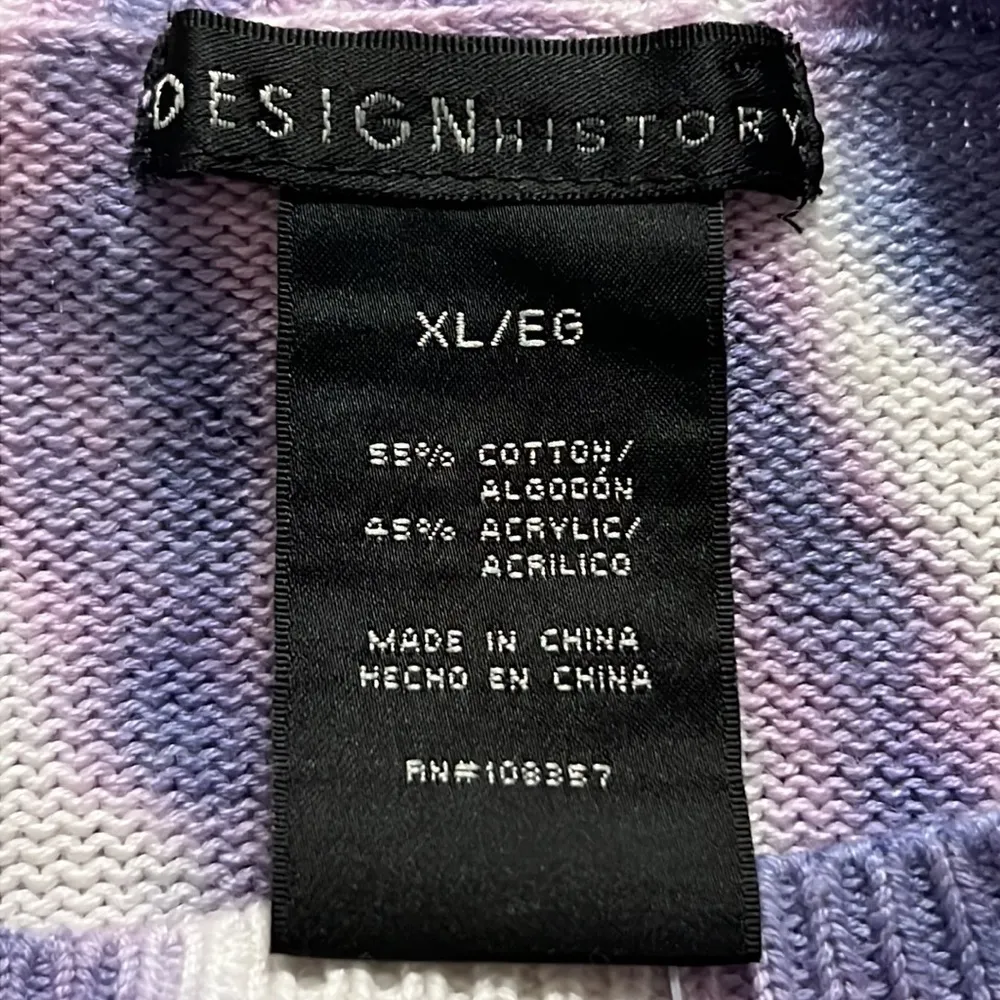 DESIGN HISTORY
XL/EG
55% COTTON/
ALGODÓN
45% ACRYLIC/
ACRILICO
MADE IN CHINA
HECHO EN CHINA
RN#108357